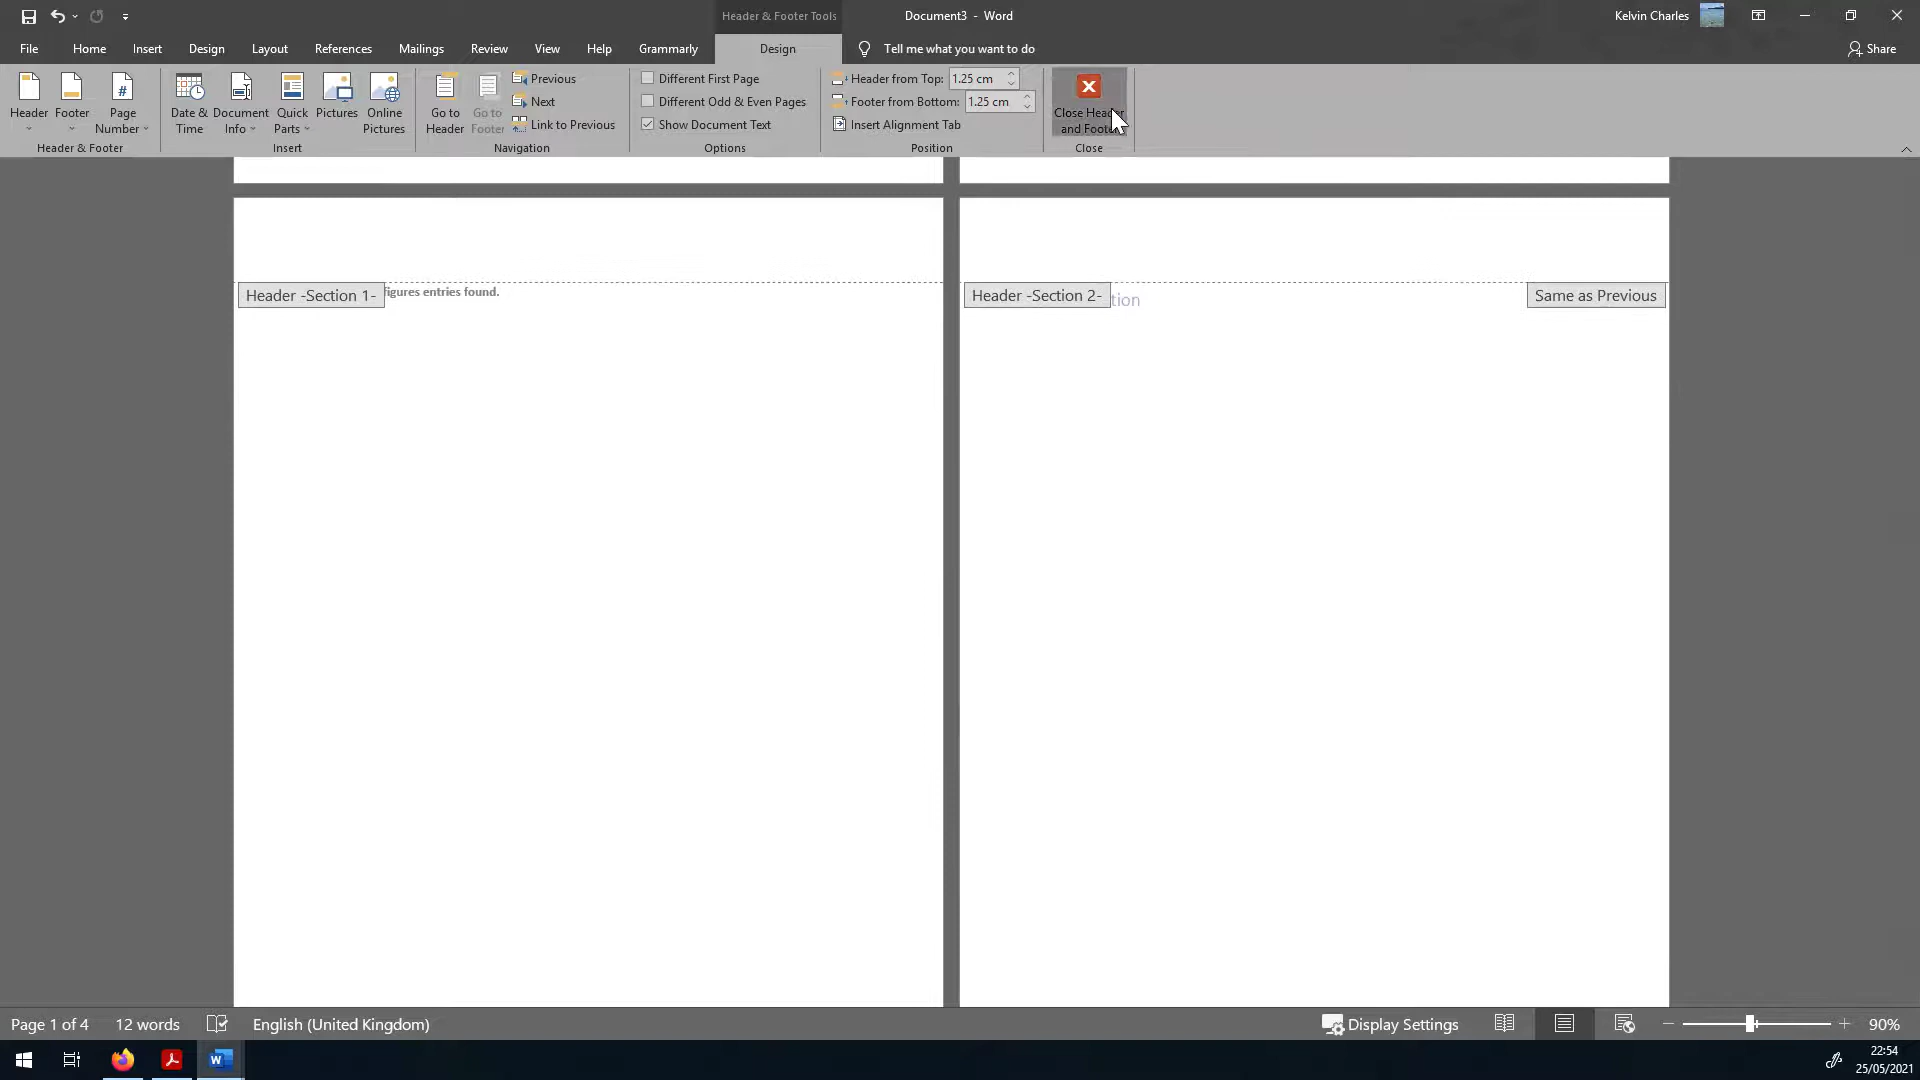 Header & Footer Tools
Document3 - Word
Kelvin Charles
File Home Insert Design Layout References Mailings Review View Help Grammarly Design Tell me what you want to do Share
Header
Footer
Page Number
Header & Footer
Date & Time
Document Info
Quick Parts
Pictures
Online Pictures
Insert
Go to Header
Go to Footer
Previous
Next
Link to Previous
Navigation
Different First Page
Different Odd & Even Pages
Show Document Text
Options
Header from Top: 1.25 cm
Footer from Bottom: 1.25 cm
Insert Alignment Tab
Position
Close Header
and Footer
Close
Header -Section 1- figures entries found.
Header -Section 2- tion
Same as Previous
Page 1 of 4 12 words English (United Kingdom) Display Settings 90%
22:54
25/05/2021